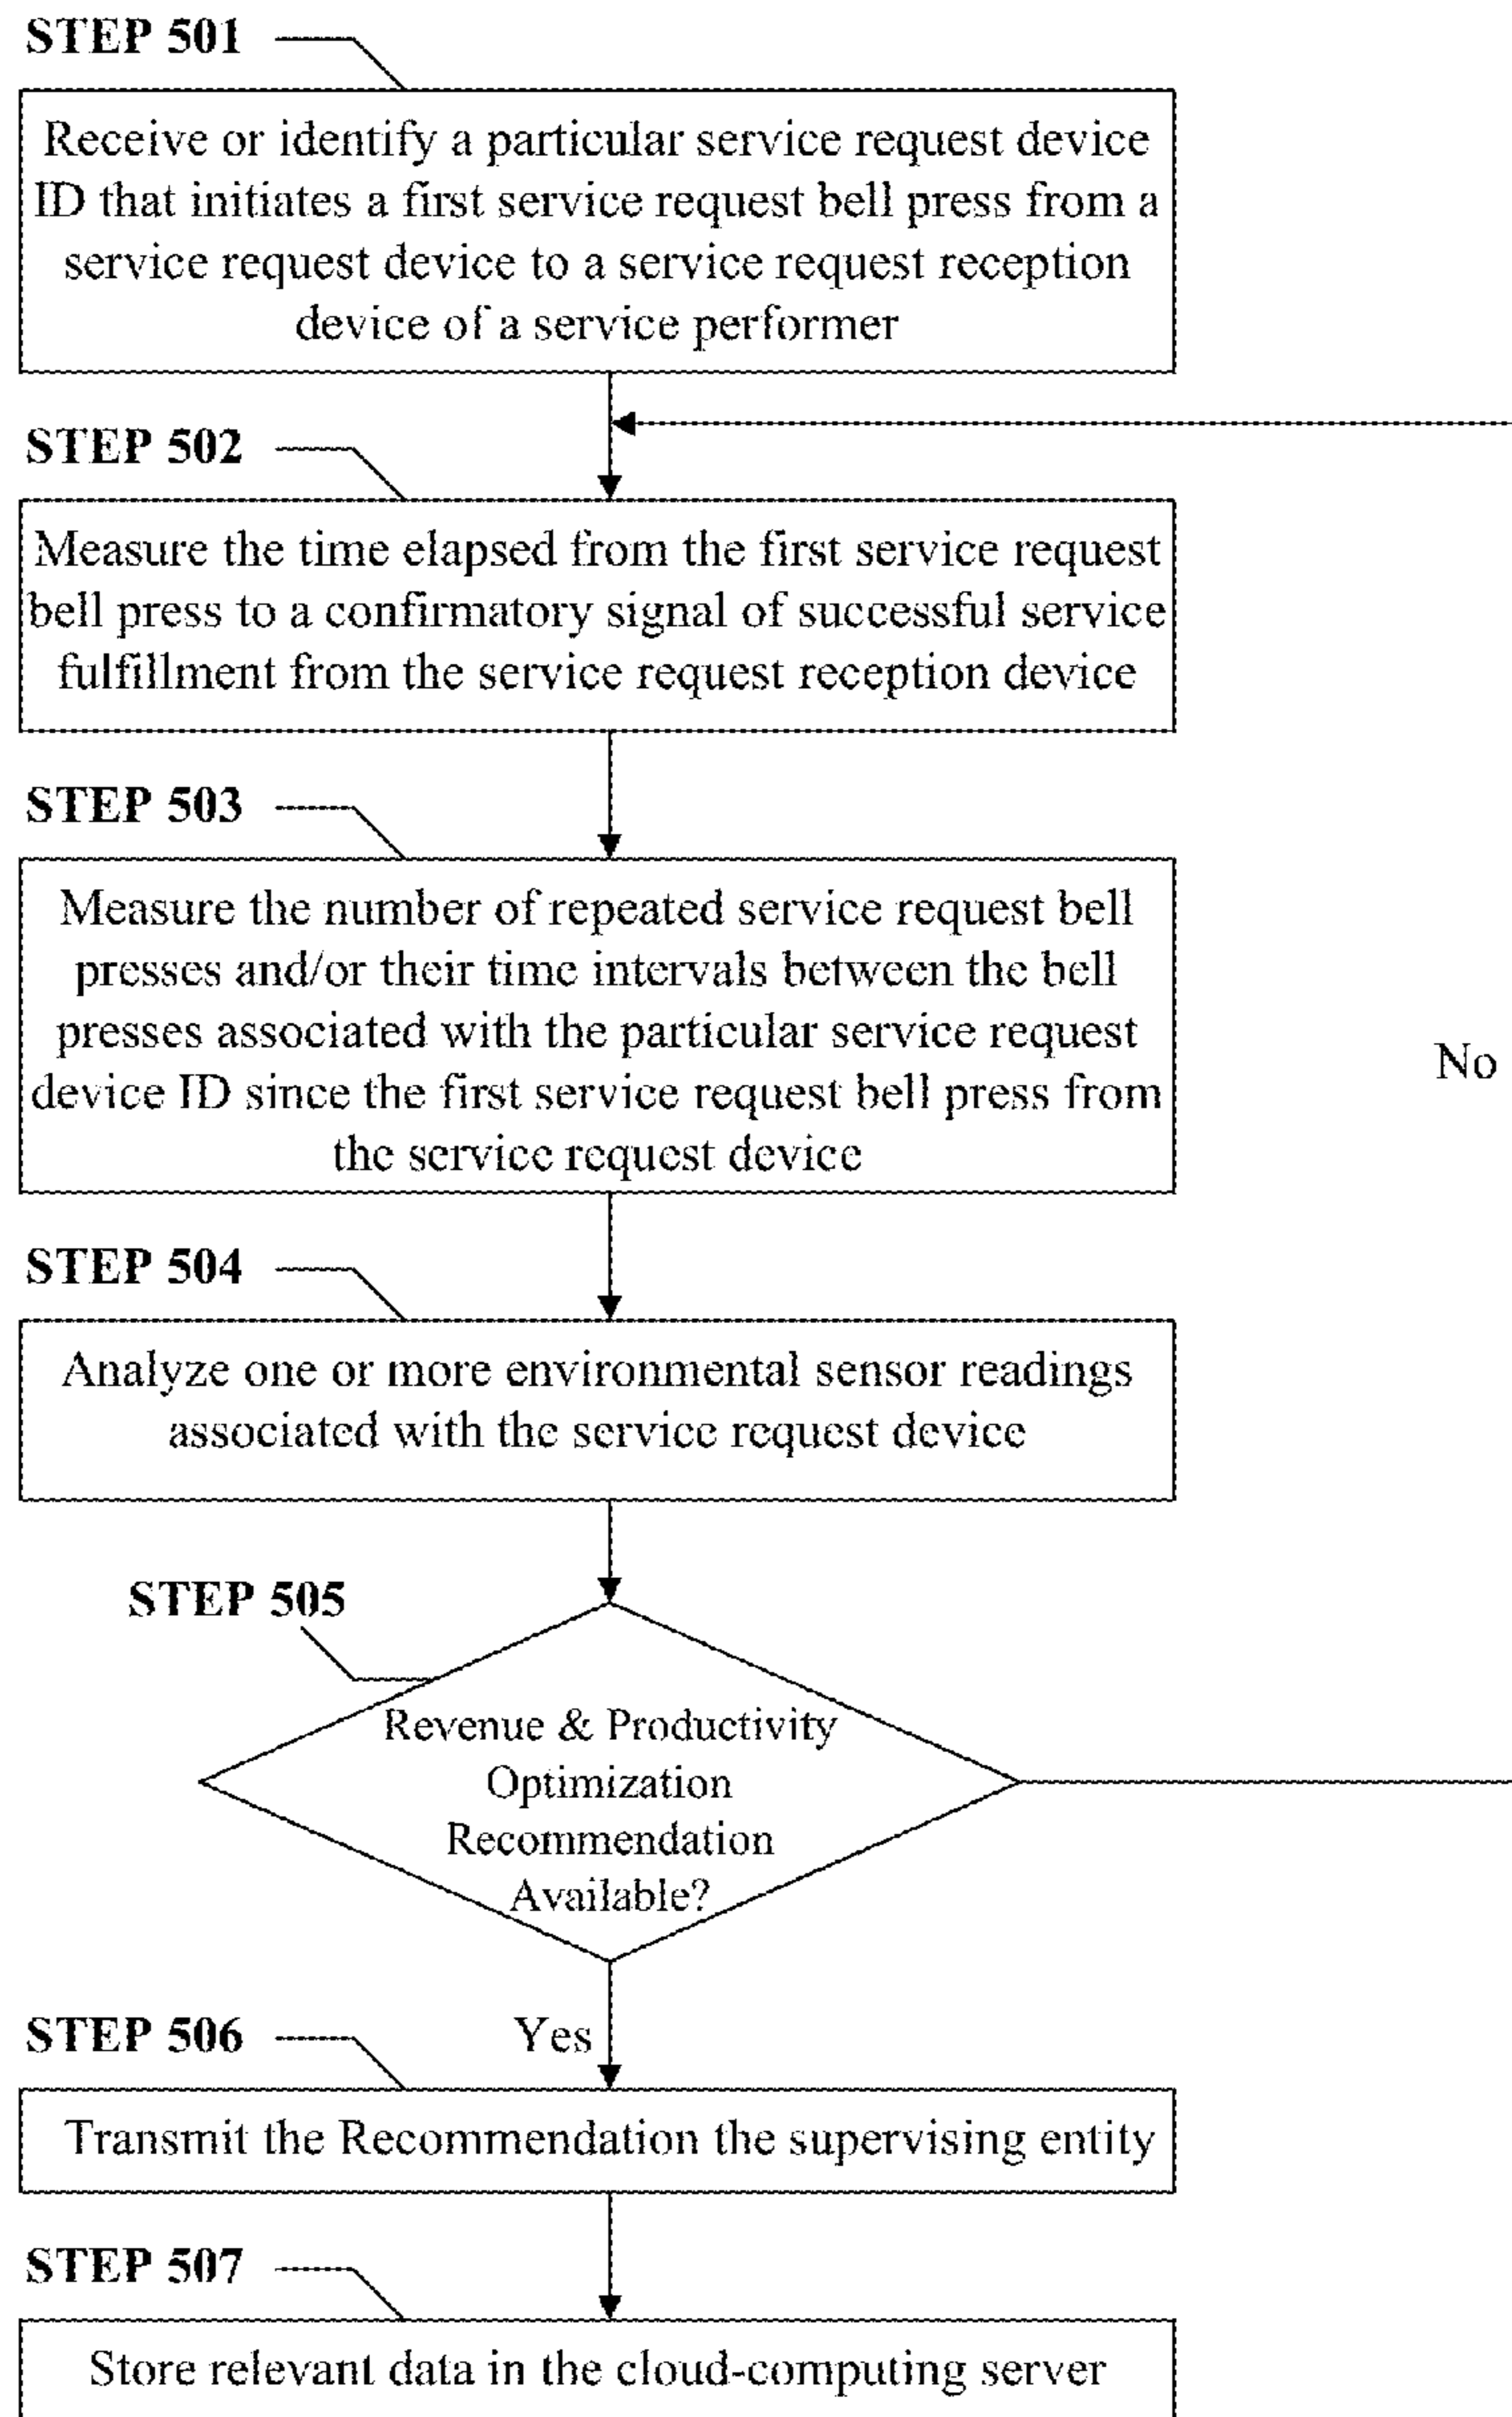 STEP 501
Receive or identify a particular service request device
ID that initiates a first service request bell press from a
service request device to a service request reception
device of a service performer
STEP 502
Measure the time elapsed from the first service request
bell press to a confirmatory signal of successful service
fulfillment from the service request reception device
STEP 503
Measure the number of repeated service request bell
presses and/or their time intervals between the bell
presses associated with the particular service request
device ID since the first service request bell press from
the service request device
No
STEP 504
Analyze one or more environmental sensor readings
associated with the service request device
STEP 505
Revenue & Productivity
Optimization
Recommendation
Available?
STEP 506
Yes
Transmit the Recommendation the supervising entity
STEP 507
Store relevant data in the cloud-computing server